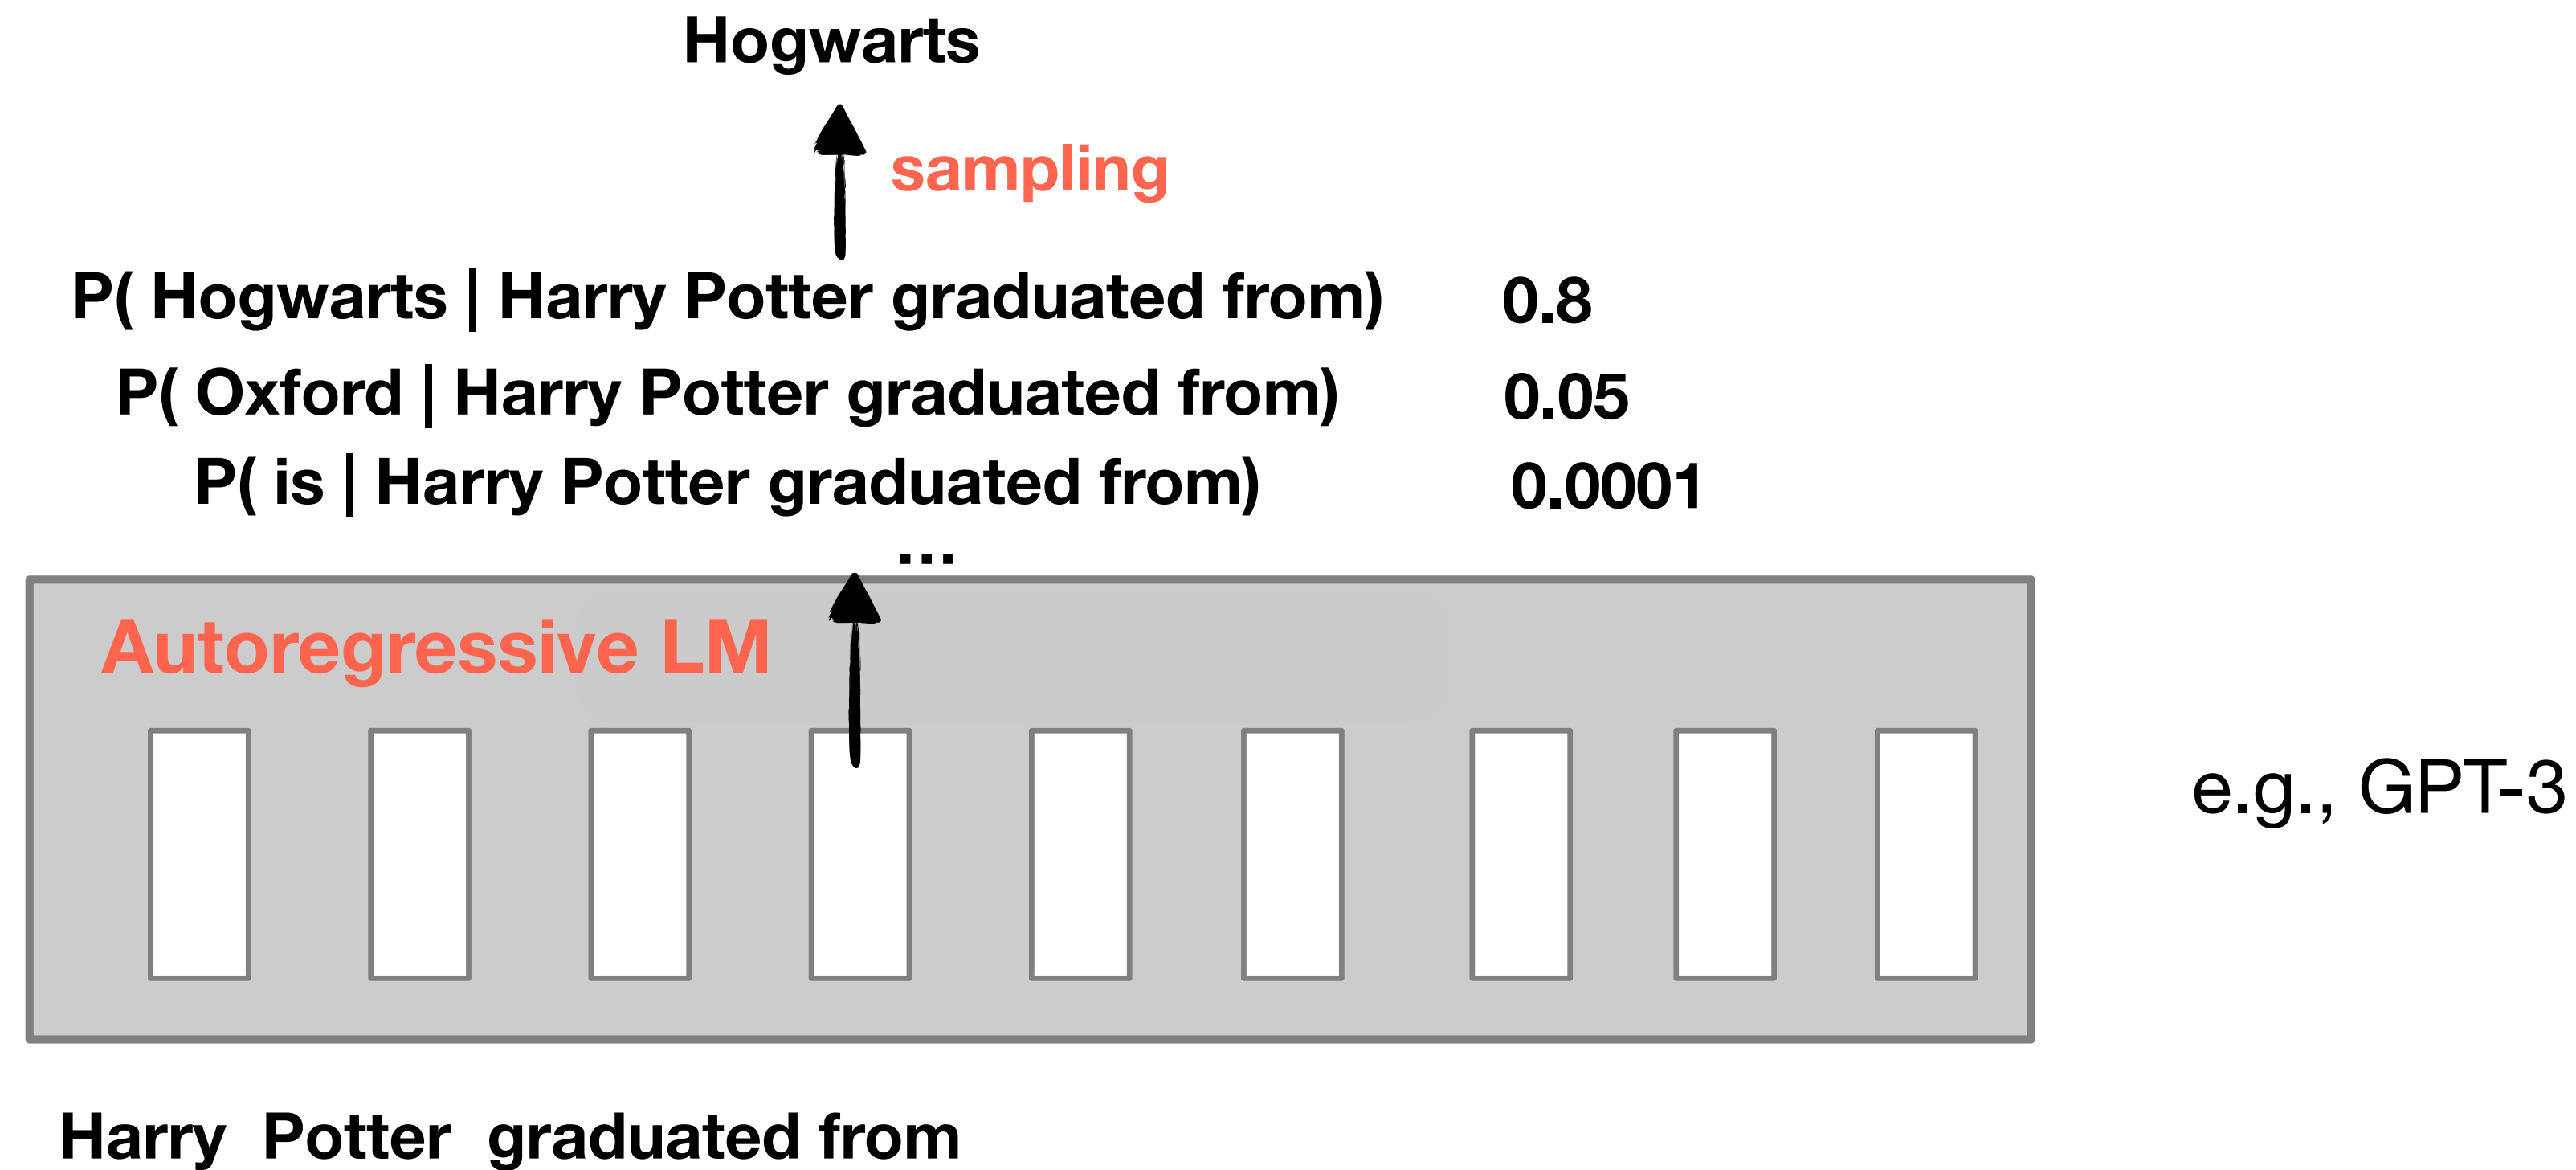 Hogwarts
sampling
P( Hogwarts | Harry Potter graduated from) 0.8
P( Oxford | Harry Potter graduated from) 0.05
P( is | Harry Potter graduated from) 0.0001
...
Autoregressive LM
e.g., GPT-3
Harry Potter graduated from